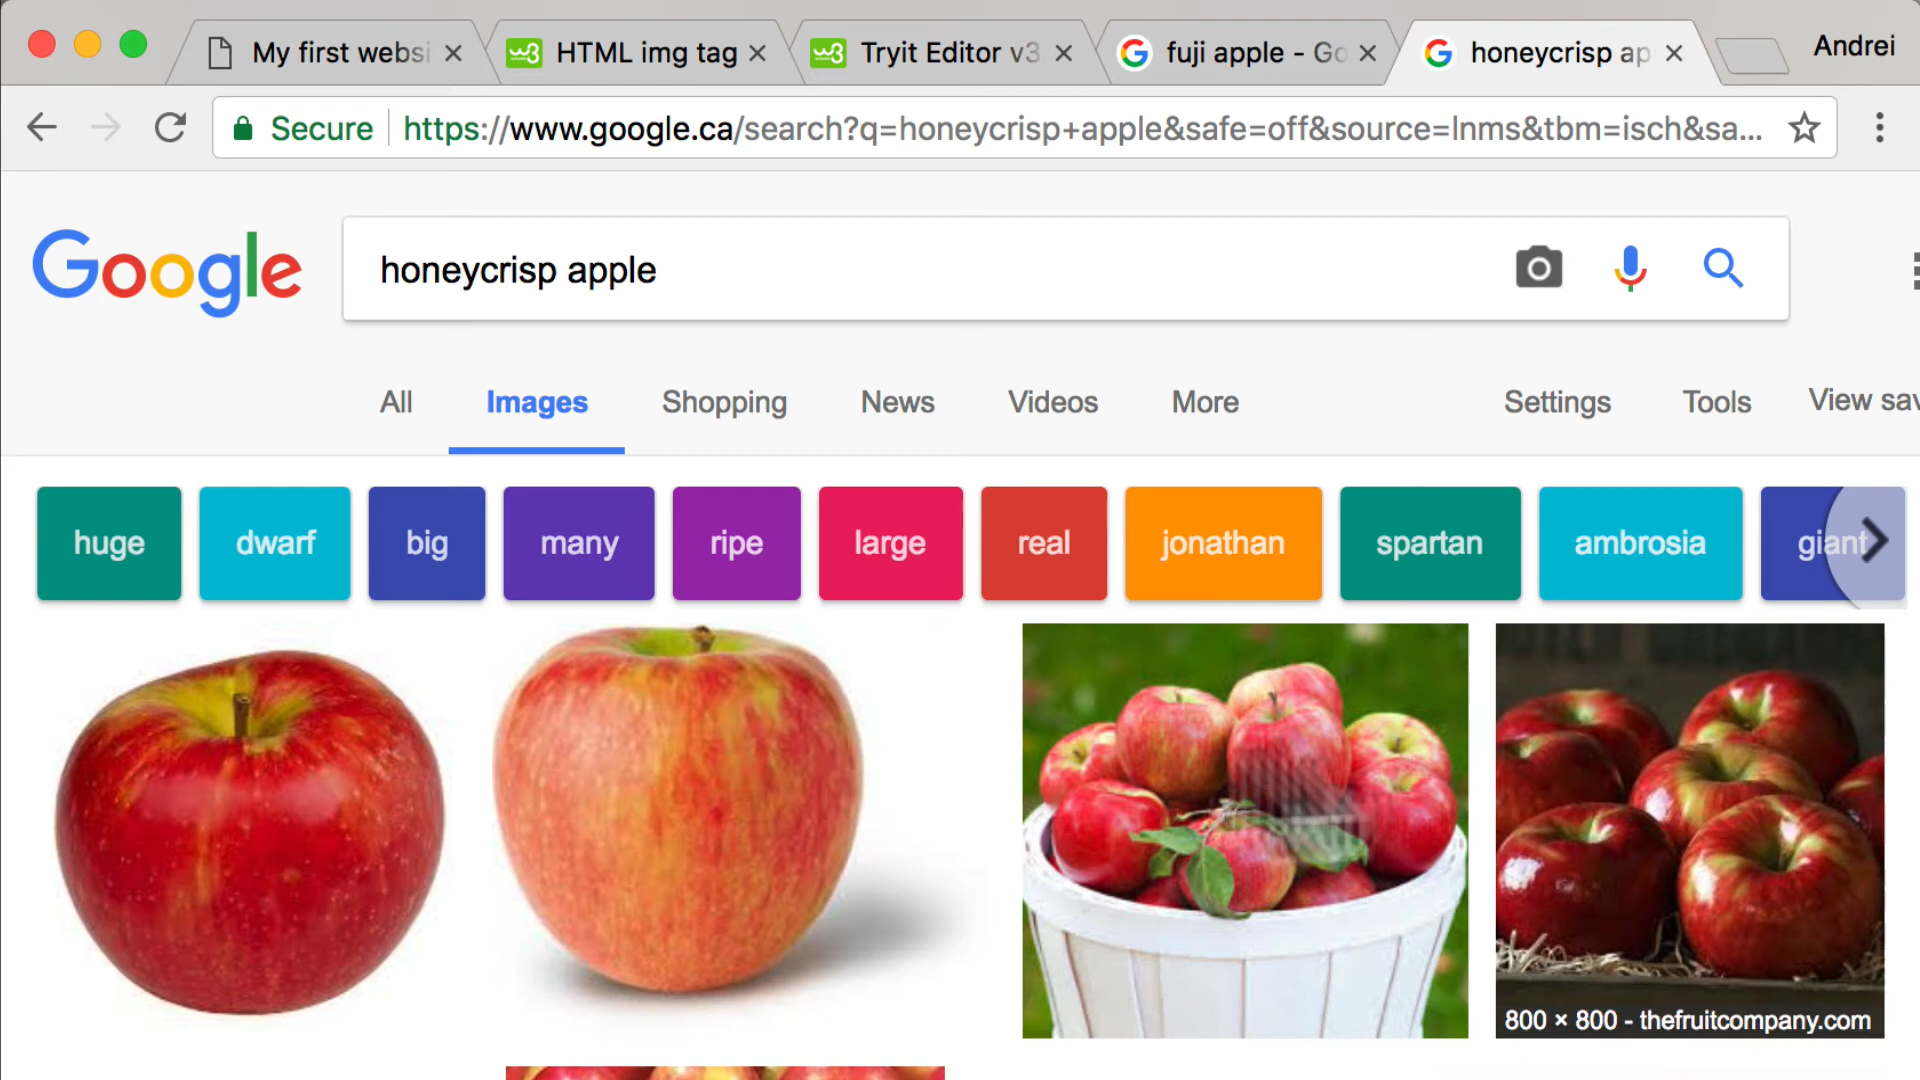 My first websi
HTML img tag
Tryit Editor v3
fuji apple - Go
honeycrisp ap
Andrei
Secure
https://www.google.ca/search?q=honeycrisp+apple&safe=off&source=lnms&tbm=isch&sa...
Google
honeycrisp apple
All
Images
Shopping
News
Videos
More
Settings
Tools
View sav
huge
dwarf
big
many
ripe
large
real
jonathan
spartan
ambrosia
giant
800 × 800 - thefruitcompany.com